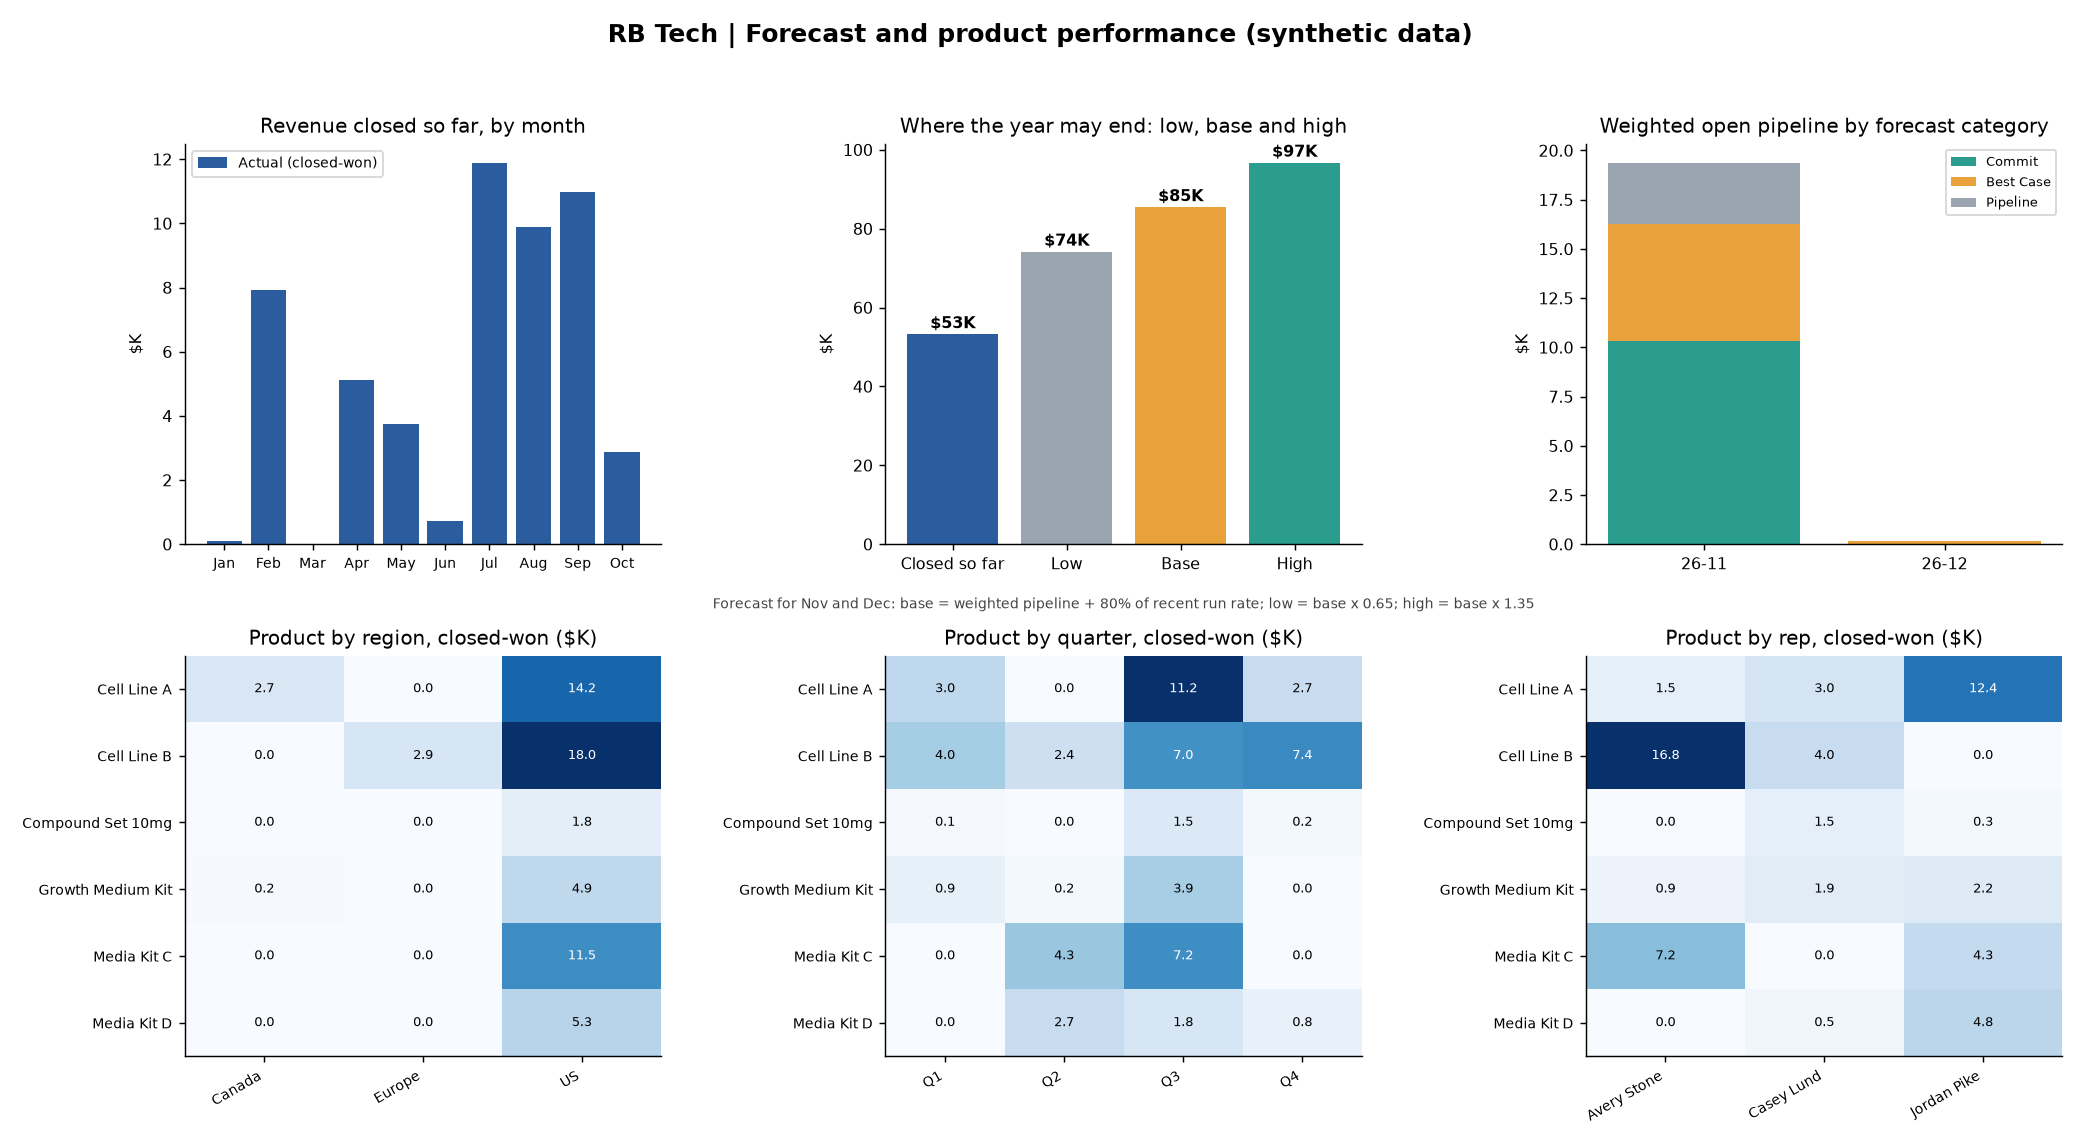 RB Tech | Forecast and product performance (synthetic data)
Revenue closed so far, by month
Actual (closed-won)
$K
12
10
8
6
4
2
0
Jan Feb Mar Apr May Jun Jul Aug Sep Oct
Where the year may end: low, base and high
$K
100
80
60
40
20
0
$53K
$74K
$85K
$97K
Closed so far Low Base High
Weighted open pipeline by forecast category
Commit
Best Case
Pipeline
$K
20.0
17.5
15.0
12.5
10.0
7.5
5.0
2.5
0.0
26-11 26-12
Forecast for Nov and Dec: base = weighted pipeline + 80% of recent run rate; low = base x 0.65; high = base x 1.35
Product by region, closed-won ($K)
Cell Line A 2.7 0.0 14.2
Cell Line B 0.0 2.9 18.0
Compound Set 10mg 0.0 0.0 1.8
Growth Medium Kit 0.2 0.0 4.9
Media Kit C 0.0 0.0 11.5
Media Kit D 0.0 0.0 5.3
Canada Europe US
Product by quarter, closed-won ($K)
Cell Line A 3.0 0.0 11.2 2.7
Cell Line B 4.0 2.4 7.0 7.4
Compound Set 10mg 0.1 0.0 1.5 0.2
Growth Medium Kit 0.9 0.2 3.9 0.0
Media Kit C 0.0 4.3 7.2 0.0
Media Kit D 0.0 2.7 1.8 0.8
Q1 Q2 Q3 Q4
Product by rep, closed-won ($K)
Cell Line A 1.5 3.0 12.4
Cell Line B 16.8 4.0 0.0
Compound Set 10mg 0.0 1.5 0.3
Growth Medium Kit 0.9 1.9 2.2
Media Kit C 7.2 0.0 4.3
Media Kit D 0.0 0.5 4.8
Avery Stone Casey Lund Jordan Pike